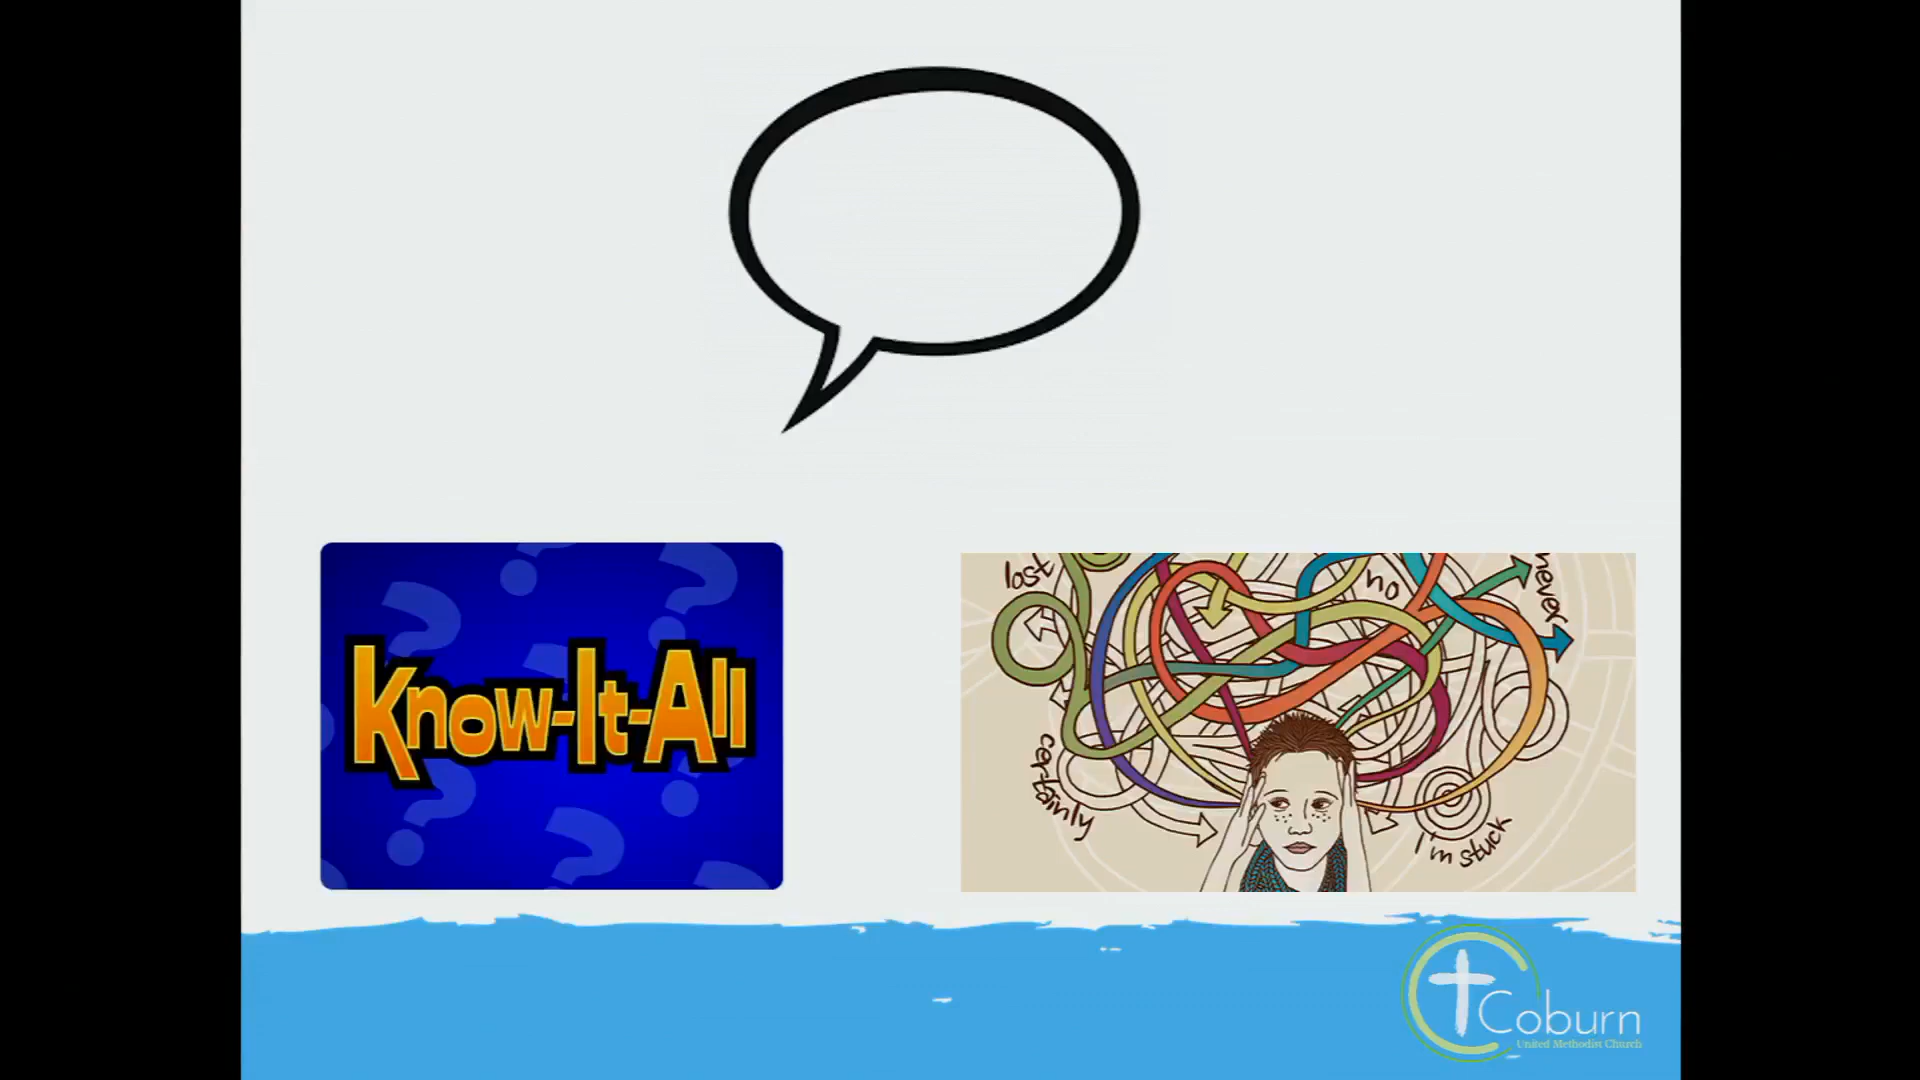 Know-It-All
lost
no
never
certainly
I'm stuck
Coburn
United Methodist Church